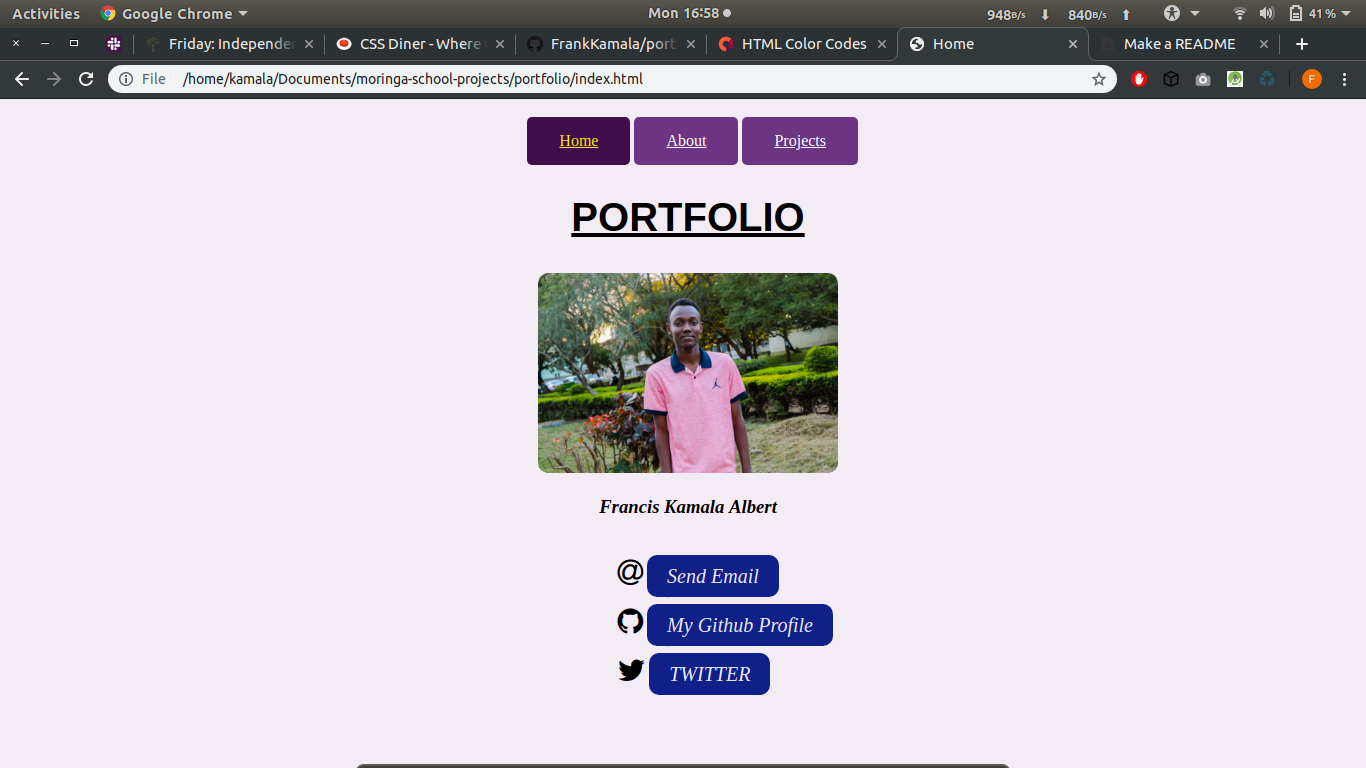 Activities Google Chrome Mon 16:58 948B/s 840B/s 41 %
Friday: Independen CSS Diner - Where FrankKamala/port HTML Color Codes Home Make a README
File /home/kamala/Documents/moringa-school-projects/portfolio/index.html F
Home About Projects
PORTFOLIO
Francis Kamala Albert
@ Send Email
My Github Profile
TWITTER